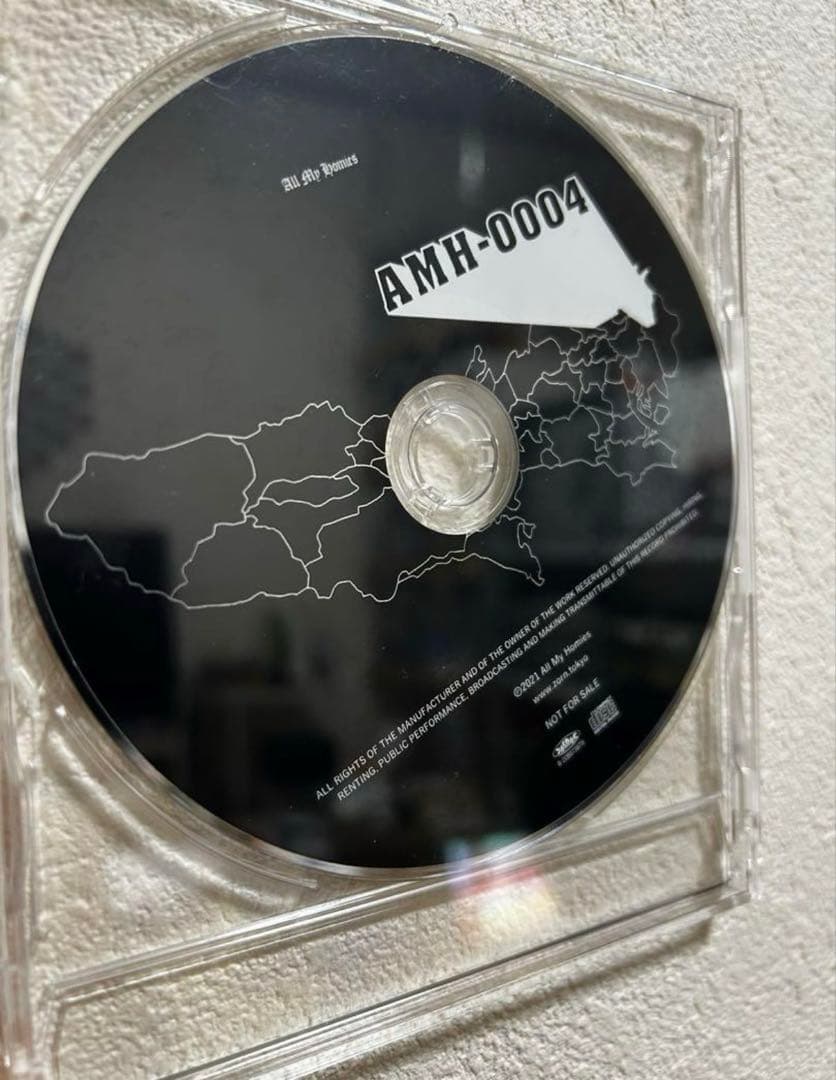 All My Homies
AMH-0004
ALL RIGHTS OF THE MANUFACTURER AND OF THE OWNER OF THE WORK RESERVED. UNAUTHORIZED COPYING, HIRING,
RENTING, PUBLIC PERFORMANCE, BROADCASTING AND MAKING TRANSMITTABLE OF THIS RECORD PROHIBITED.
©2021 All My Homies
www.zorn.tokyo
NOT FOR SALE